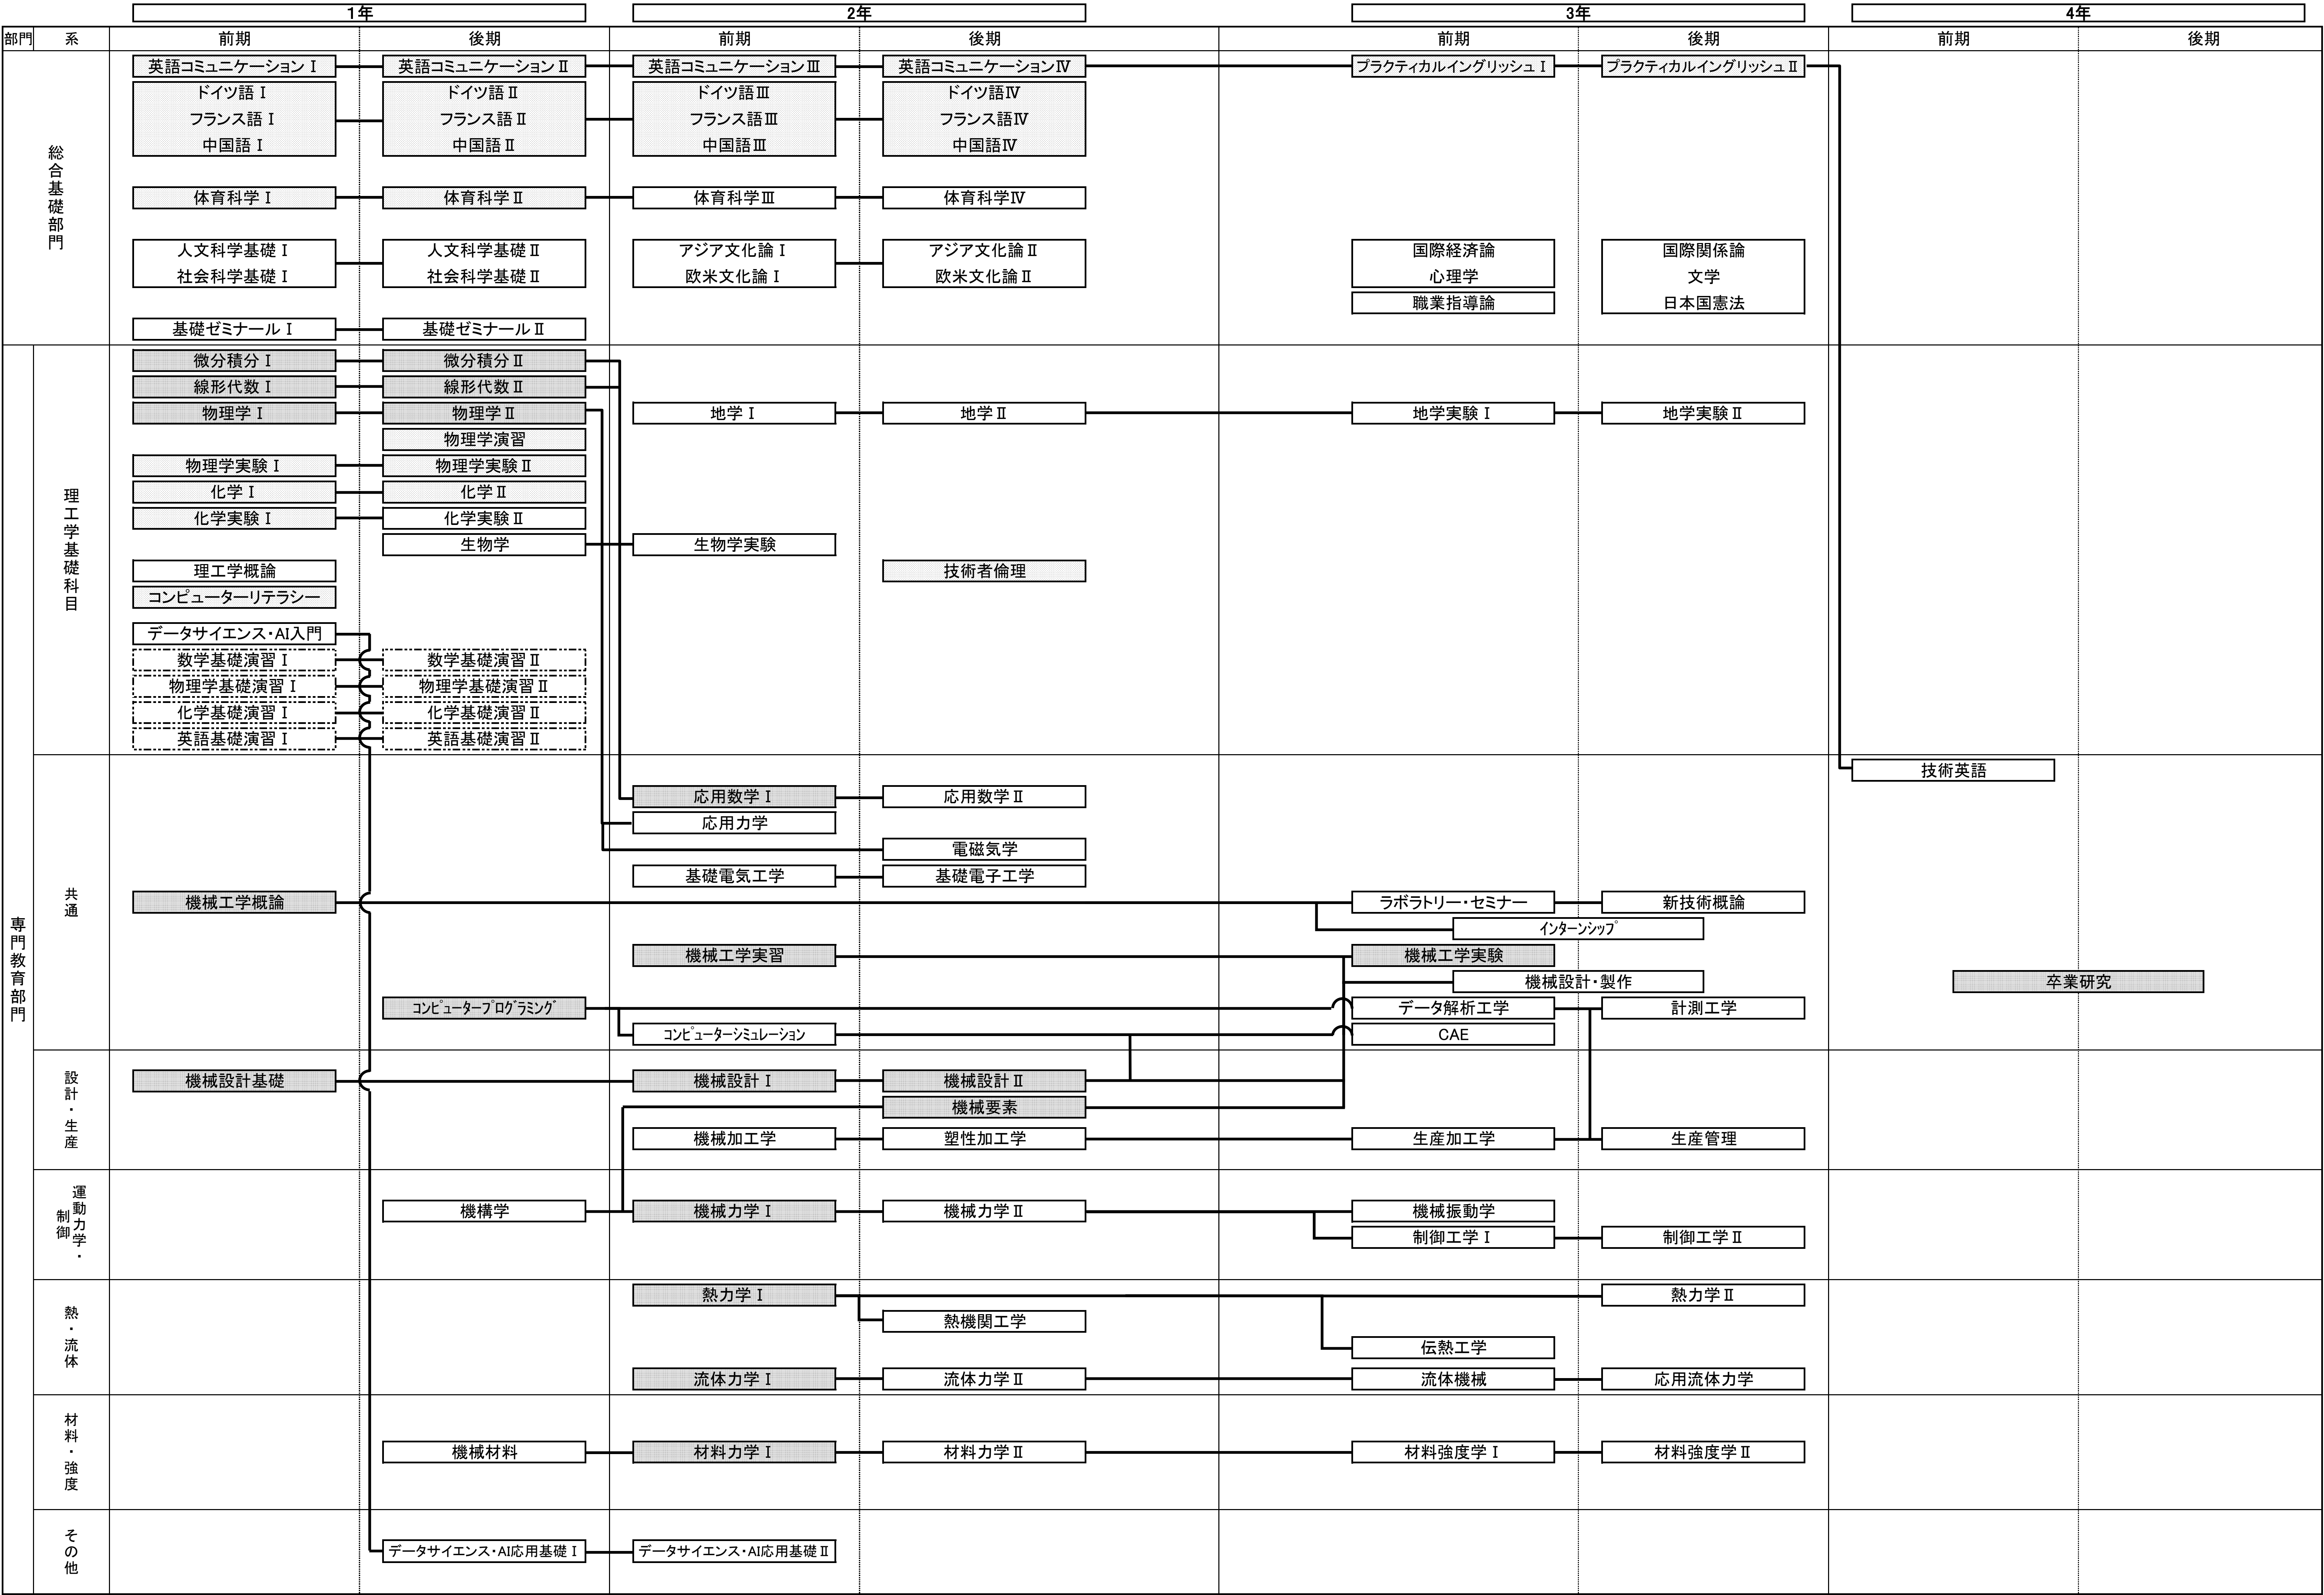 1年
2年
3年
4年
部門 系 前期 後期 前期 後期 前期 後期 前期 後期
総合基礎部門
英語コミュニケーションⅠ 英語コミュニケーションⅡ 英語コミュニケーションⅢ 英語コミュニケーションⅣ プラクティカルイングリッシュⅠ プラクティカルイングリッシュⅡ
ドイツ語Ⅰ ドイツ語Ⅱ ドイツ語Ⅲ ドイツ語Ⅳ
フランス語Ⅰ フランス語Ⅱ フランス語Ⅲ フランス語Ⅳ
中国語Ⅰ 中国語Ⅱ 中国語Ⅲ 中国語Ⅳ
体育科学Ⅰ 体育科学Ⅱ 体育科学Ⅲ 体育科学Ⅳ
人文科学基礎Ⅰ 人文科学基礎Ⅱ アジア文化論Ⅰ アジア文化論Ⅱ 国際経済論 国際関係論
社会科学基礎Ⅰ 社会科学基礎Ⅱ 欧米文化論Ⅰ 欧米文化論Ⅱ 心理学 文学
職業指導論 日本国憲法
基礎ゼミナールⅠ 基礎ゼミナールⅡ
専門教育部門
理工学基礎科目
微分積分Ⅰ 微分積分Ⅱ
線形代数Ⅰ 線形代数Ⅱ
物理学Ⅰ 物理学Ⅱ 地学Ⅰ 地学Ⅱ 地学実験Ⅰ 地学実験Ⅱ
物理学演習
物理学実験Ⅰ 物理学実験Ⅱ
化学Ⅰ 化学Ⅱ
化学実験Ⅰ 化学実験Ⅱ
生物学 生物学実験
理工学概論 技術者倫理
コンピューターリテラシー
データサイエンス・AI入門
数学基礎演習Ⅰ 数学基礎演習Ⅱ
物理学基礎演習Ⅰ 物理学基礎演習Ⅱ
化学基礎演習Ⅰ 化学基礎演習Ⅱ
英語基礎演習Ⅰ 英語基礎演習Ⅱ
共通
技術英語
応用数学Ⅰ 応用数学Ⅱ
応用力学
電磁気学
基礎電気工学 基礎電子工学
機械工学概論 ラボラトリー・セミナー 新技術概論
インターンシップ
機械工学実習 機械工学実験
機械設計・製作 卒業研究
コンピュータープログラミング データ解析工学 計測工学
コンピューターシミュレーション CAE
設計・生産
機械設計基礎 機械設計Ⅰ 機械設計Ⅱ
機械要素
機械加工学 塑性加工学 生産加工学 生産管理
運動力学・制御
機構学 機械力学Ⅰ 機械力学Ⅱ 機械振動学
制御工学Ⅰ 制御工学Ⅱ
熱・流体
熱力学Ⅰ 熱力学Ⅱ
熱機関工学
伝熱工学
流体力学Ⅰ 流体力学Ⅱ 流体機械 応用流体力学
材料・強度
機械材料 材料力学Ⅰ 材料力学Ⅱ 材料強度学Ⅰ 材料強度学Ⅱ
その他
データサイエンス・AI応用基礎Ⅰ データサイエンス・AI応用基礎Ⅱ